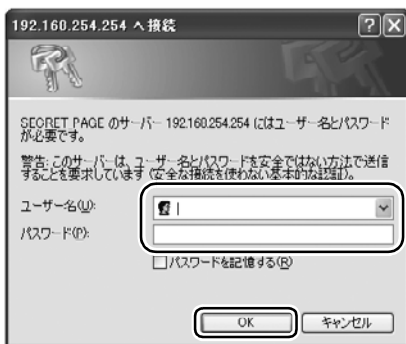 192.160.254.254 へ接続
SECRET PAGE のサーバー 192.160.254.254 にはユーザー名とパスワード
が必要です。
警告: このサーバーは、ユーザー名とパスワードを安全ではない方法で送信
することを要求しています (安全な接続を使わない基本的な認証)。
ユーザー名(U):
パスワード(P):
パスワードを記憶する(R)
OK
キャンセル